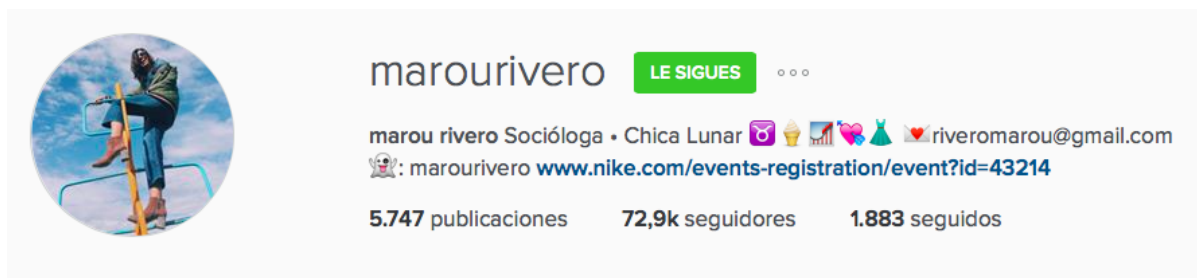 marourivero LE SIGUES
marou rivero Socióloga • Chica Lunar ♉🍦📈💘👗 💌riveromarou@gmail.com
👻: marourivero www.nike.com/events-registration/event?id=43214
5.747 publicaciones 72,9k seguidores 1.883 seguidos